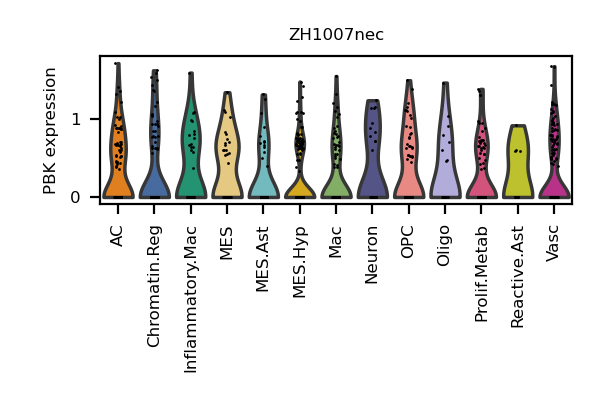 ZH1007nec
PBK expression
1
0
AC
Chromatin.Reg
Inflammatory.Mac
MES
MES.Ast
MES.Hyp
Mac
Neuron
OPC
Oligo
Prolif.Metab
Reactive.Ast
Vasc